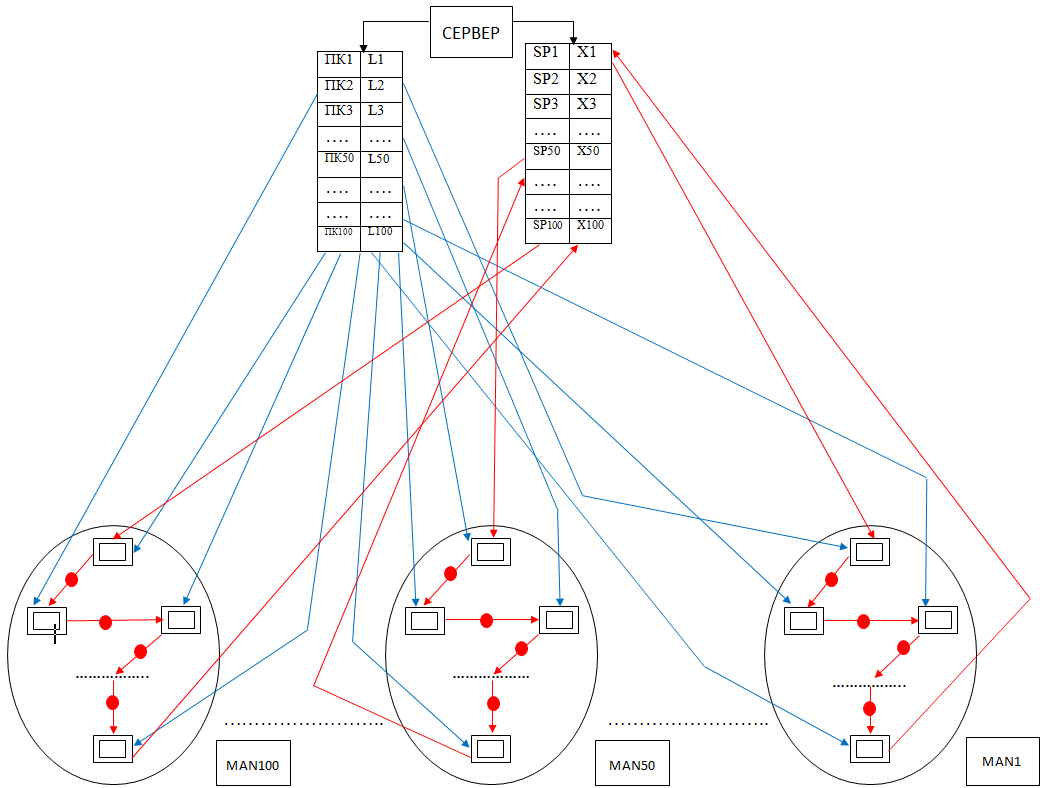 СЕРВЕР
ПК1 L1
ПК2 L2
ПК3 L3
.... ....
ПК50 L50
.... ....
.... ....
ПК100 L100
SP1 X1
SP2 X2
SP3 X3
.... ....
SP50 X50
.... ....
.... ....
SP100 X100
................
................
................
..........................
..........................
MAN100
MAN50
MAN1